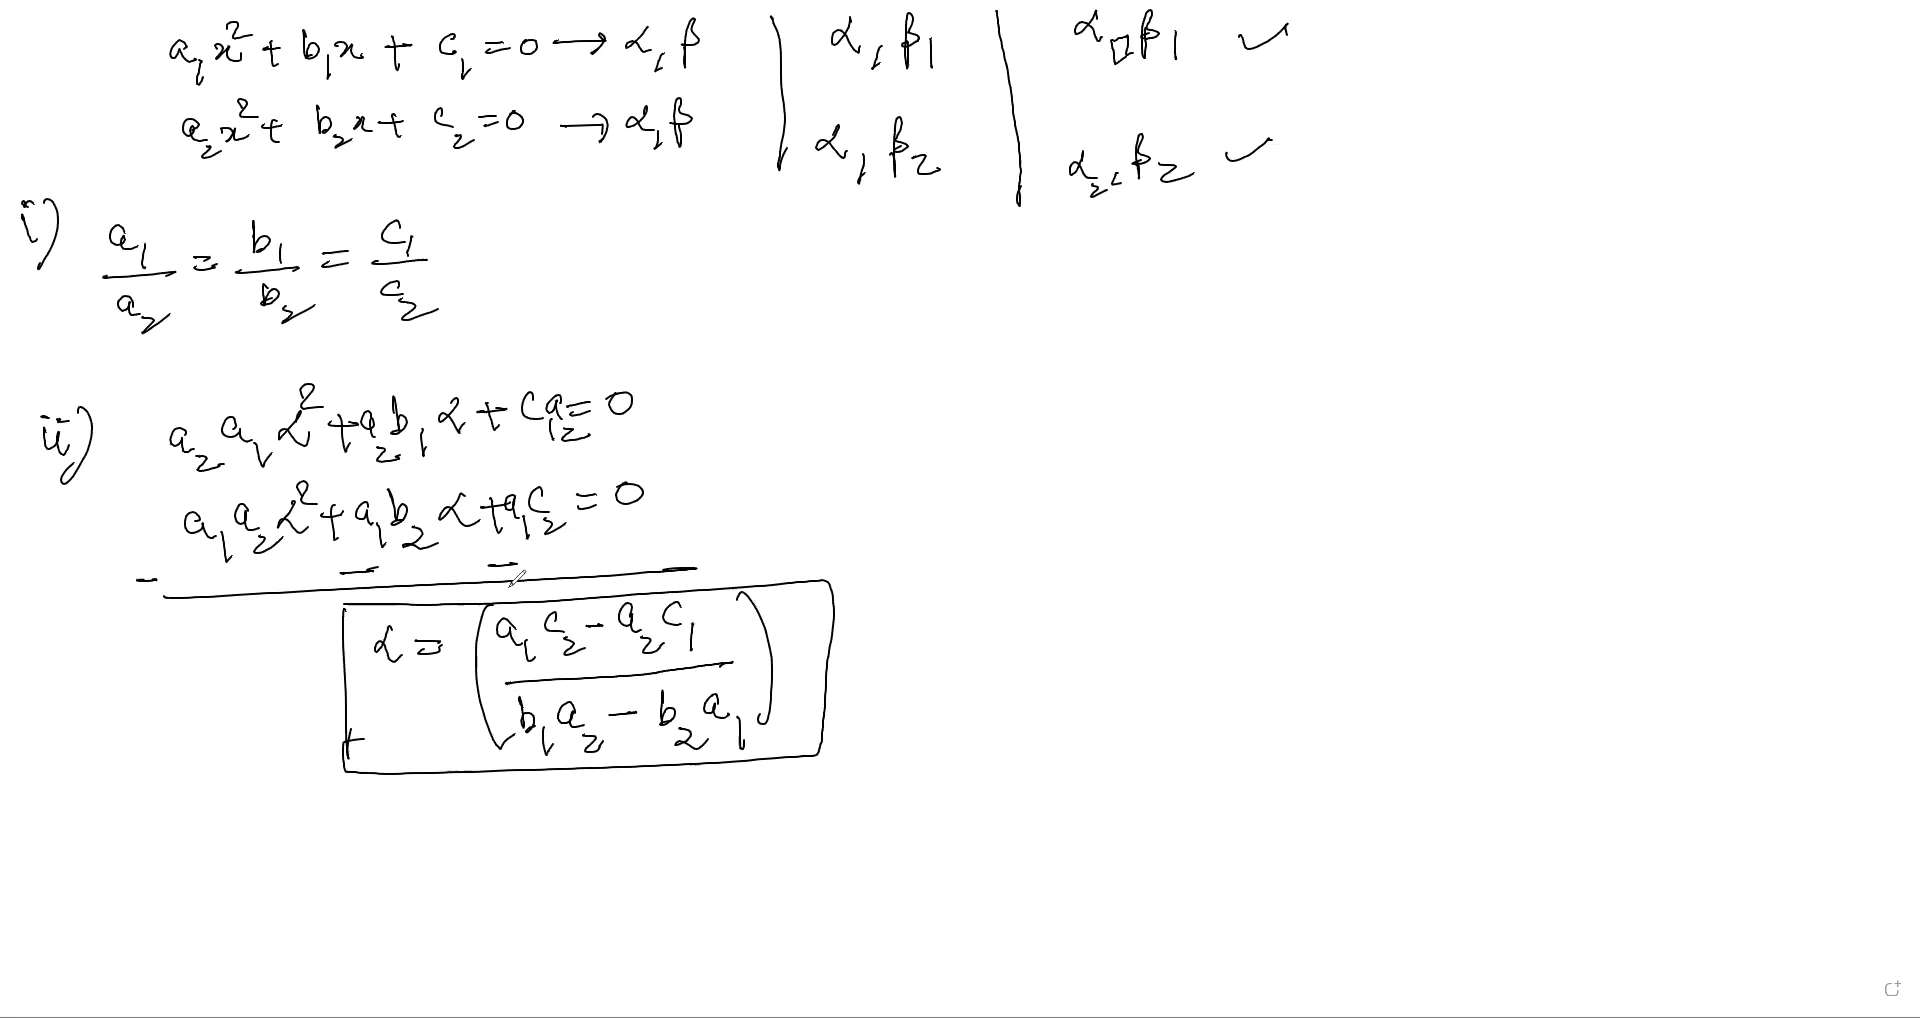 a₁x² + b₁x + c₁ = 0 → α, β | α, β₁ | α₁, β₁ ✓
a₂x² + b₂x + c₂ = 0 → α, β | α, β₂ | α₂, β₂ ✓
i) a₁/a₂ = b₁/b₂ = c₁/c₂
ii) a₂a₁α² + a₂b₁α + c₁a₂ = 0
a₁a₂α² + a₁b₂α + a₁c₂ = 0
- - - -
α = (a₁c₂ - a₂c₁ / b₁a₂ - b₂a₁)